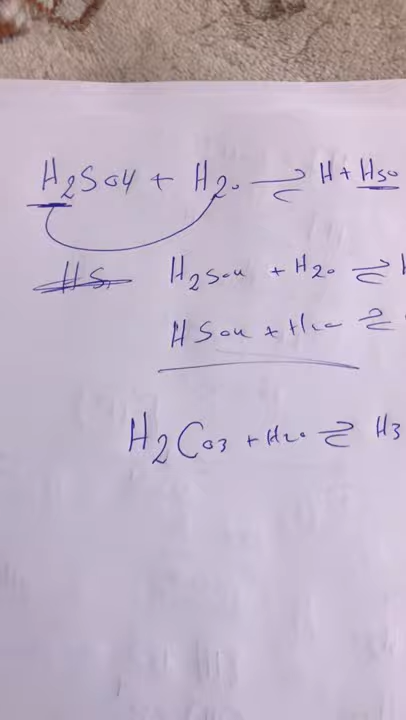 H2SO4 + H2O ⇌ H + HSO
HS H2SO4 + H2O ⇌ H
HSO4 + H2O ⇌
H2CO3 + H2O ⇌ H3